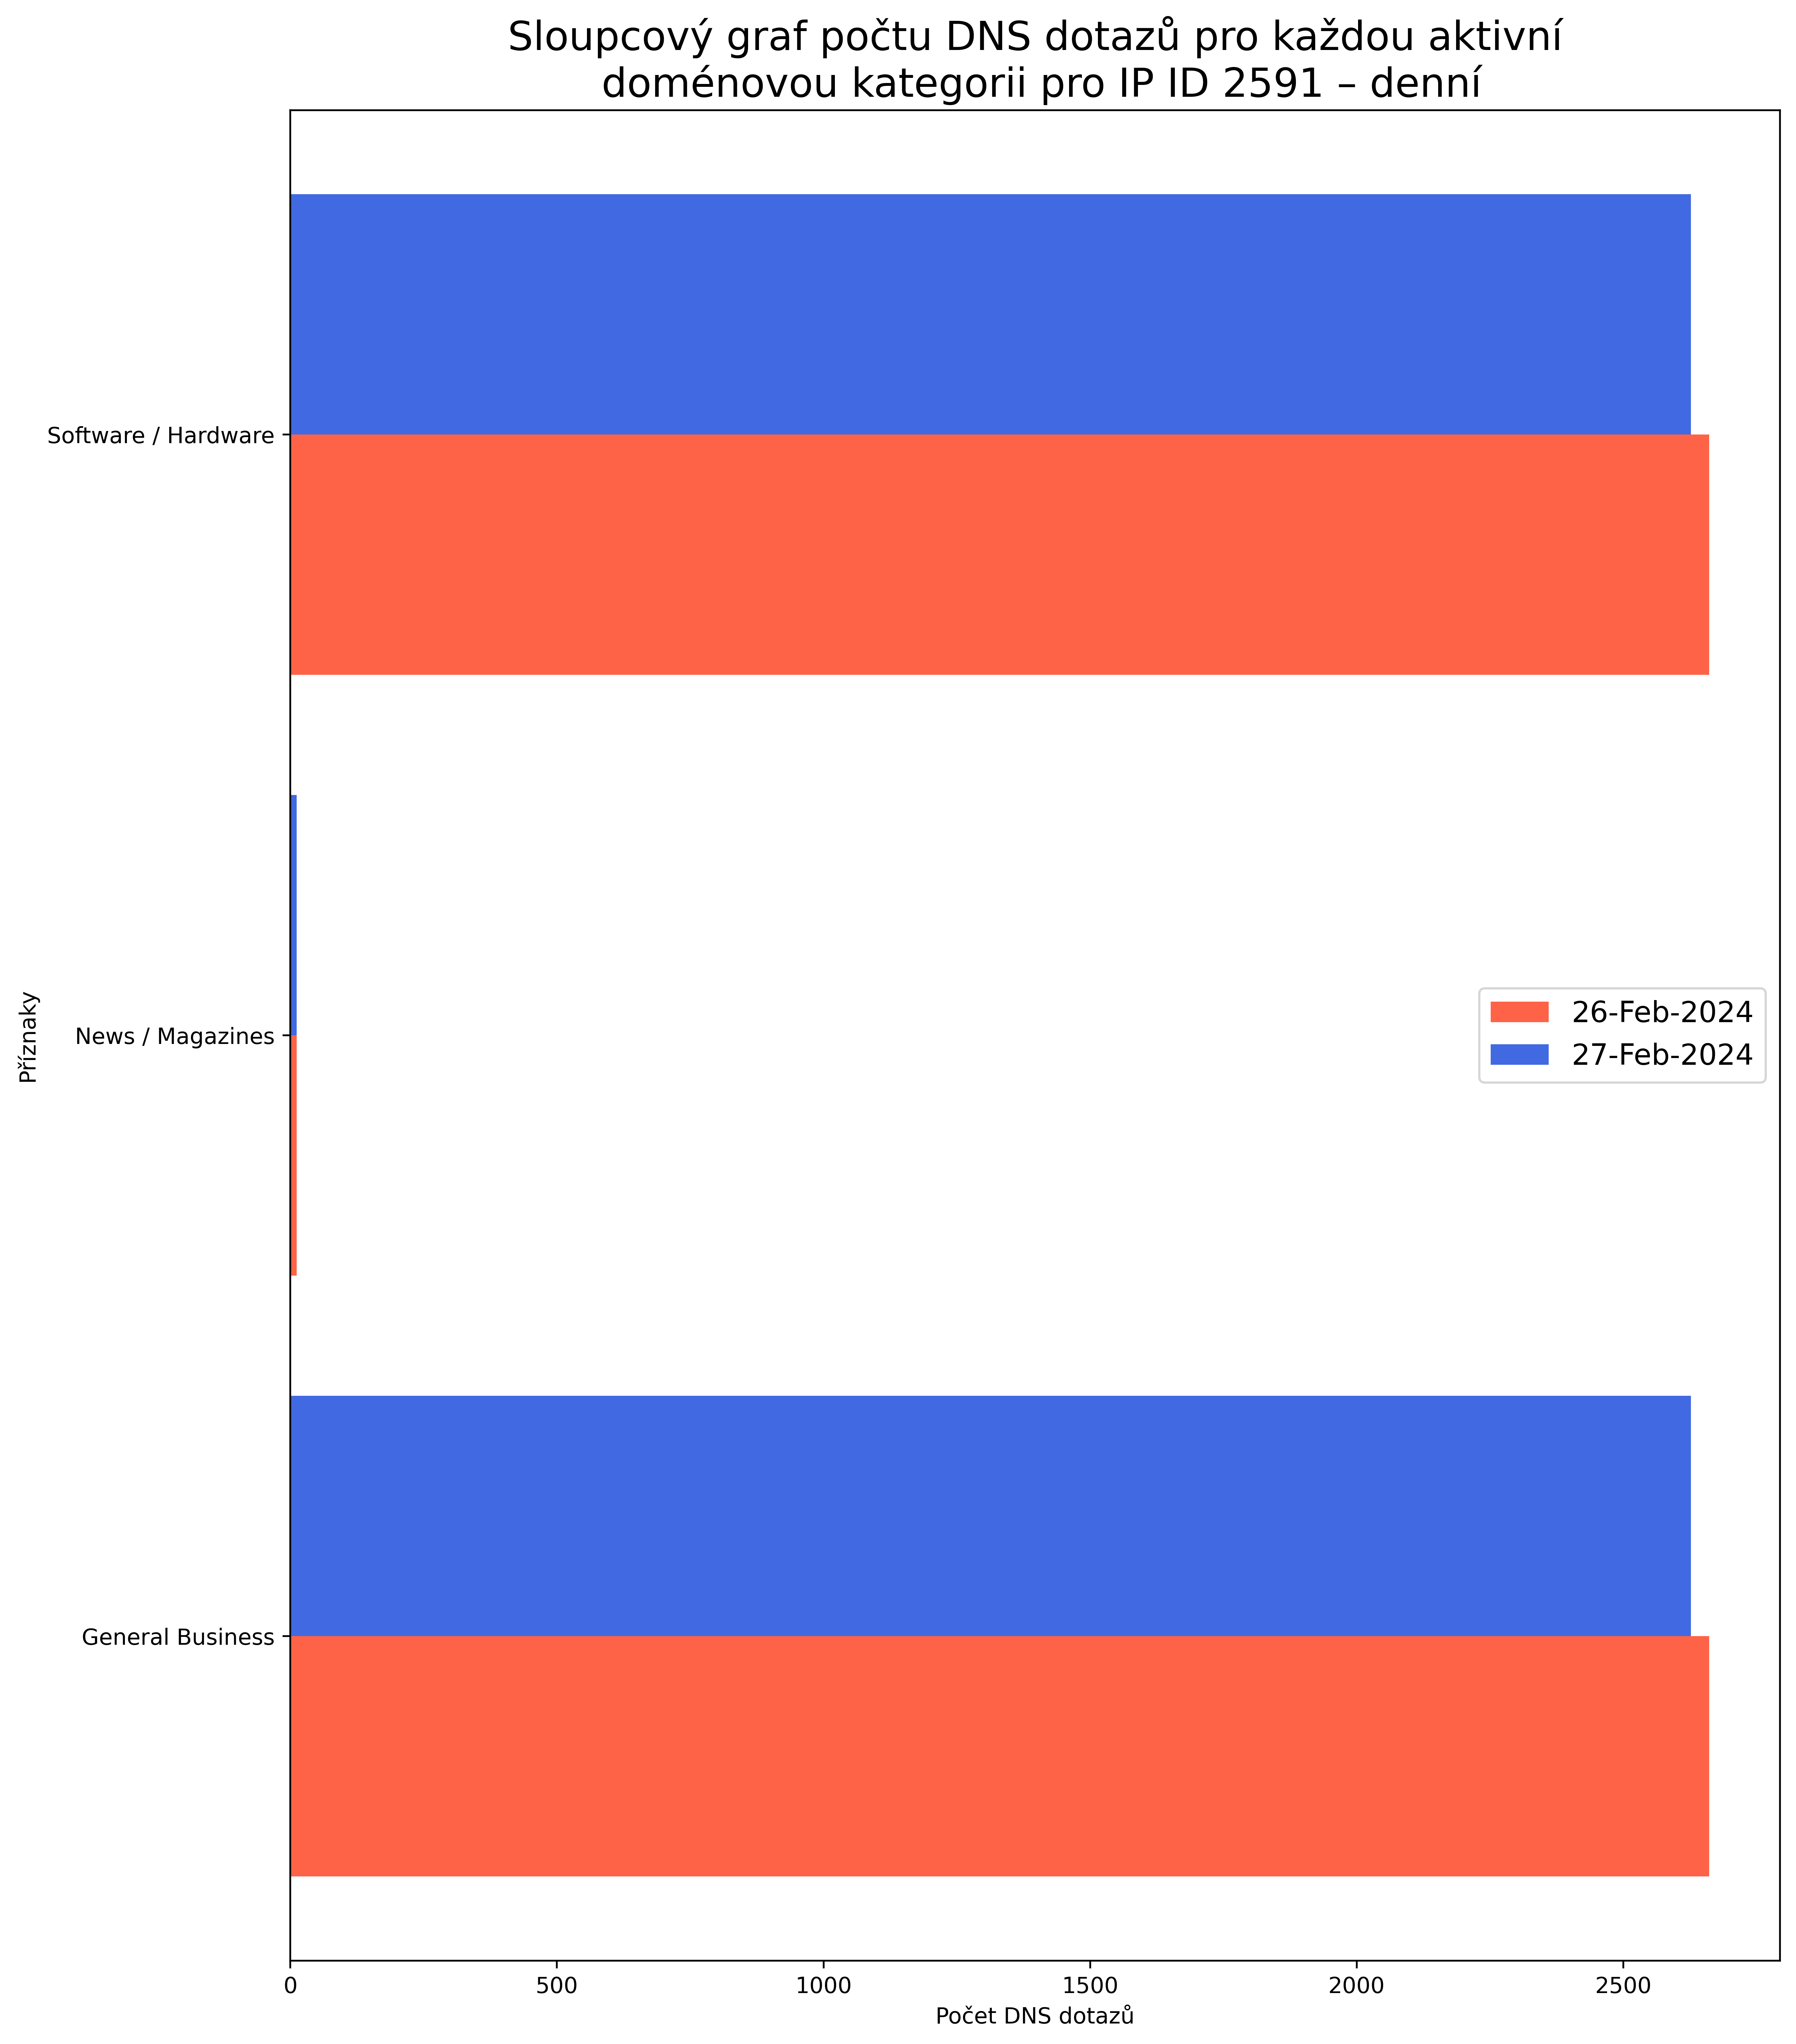 Sloupcový graf počtu DNS dotazů pro každou aktivní
doménovou kategorii pro IP ID 2591 – denní
Příznaky
Software / Hardware
News / Magazines
General Business
26-Feb-2024
27-Feb-2024
0 500 1000 1500 2000 2500
Počet DNS dotazů